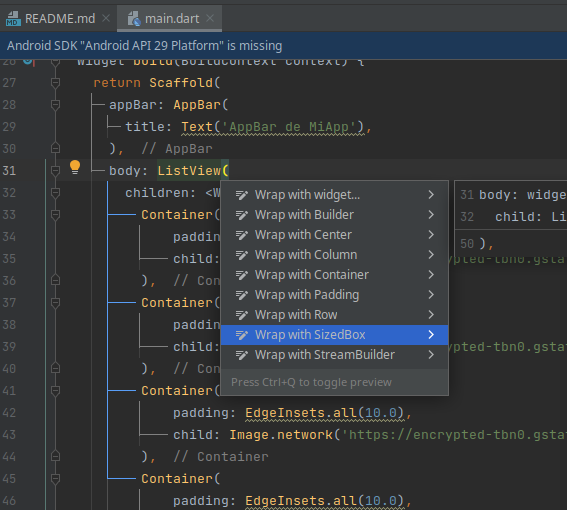 README.md
main.dart
Android SDK "Android API 29 Platform" is missing
26 Widget build(BuildContext context) {
27 return Scaffold(
28 appBar: AppBar(
29 title: Text('AppBar de MiApp'),
30 ), // AppBar
31 body: ListView(
32 children: <W
33 Container(
34 paddin
35 child:
36 ), // Con
37 Container(
38 paddin
39 child:
40 ), // Con
41 Container(
42 padding: EdgeInsets.all(10.0),
43 child: Image.network('https://encrypted-tbn0.gsta
44 ), // Container
45 Container(
46 padding: EdgeInsets.all(10.0),
Wrap with widget...
Wrap with Builder
Wrap with Center
Wrap with Column
Wrap with Container
Wrap with Padding
Wrap with Row
Wrap with SizedBox
Wrap with StreamBuilder
Press Ctrl+Q to toggle preview
31 body: widge
32 child: Li
50 ),
crypted-tbn0.gstat
crypted-tbn0.gsta